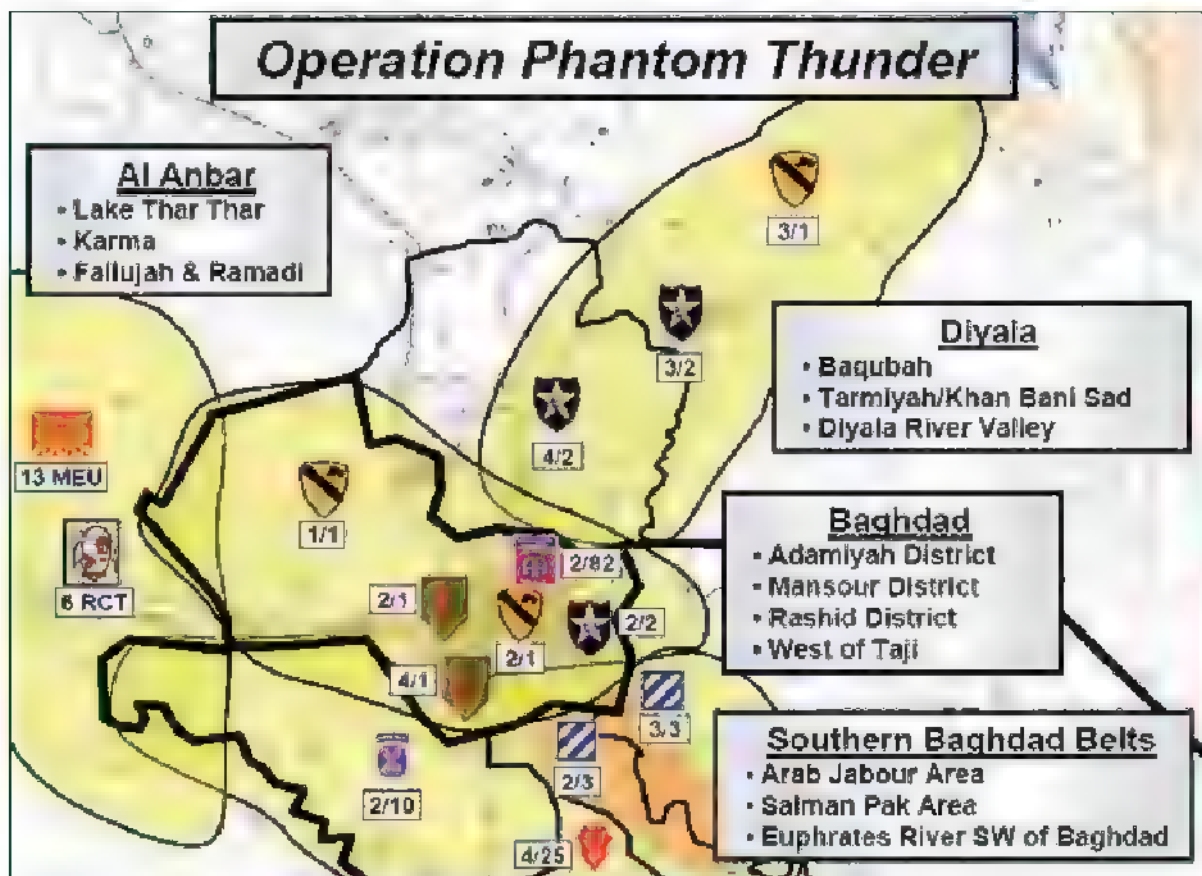 Operation Phantom Thunder
Al Anbar
• Lake Thar Thar
• Karma
• Fallujah & Ramadi
3/1
3/2
Diyala
• Baqubah
• Tarmiyah/Khan Bani Sad
• Diyala River Valley
4/2
13 MEU
1/1
6 RCT
2/82
Baghdad
• Adamiyah District
• Mansour District
• Rashid District
• West of Taji
2/1
2/1
2/2
4/1
3/3
2/3
2/10
4/25
Southern Baghdad Belts
• Arab Jabour Area
• Salman Pak Area
• Euphrates River SW of Baghdad